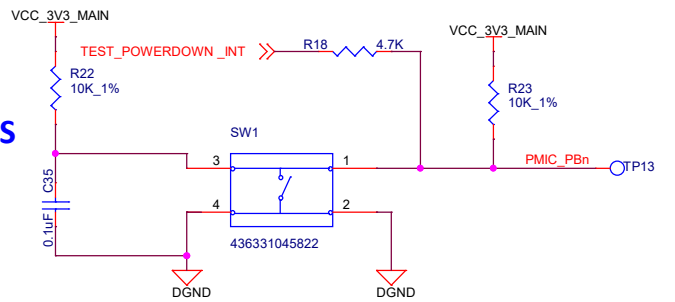 VCC_3V3_MAIN
VCC_3V3_MAIN
TEST_POWERDOWN_INT
R18
4.7K
R22
10K_1%
R23
10K_1%
S
SW1
3
1
PMIC_PBn
TP13
C35
0.1uF
4
2
436331045822
DGND
DGND